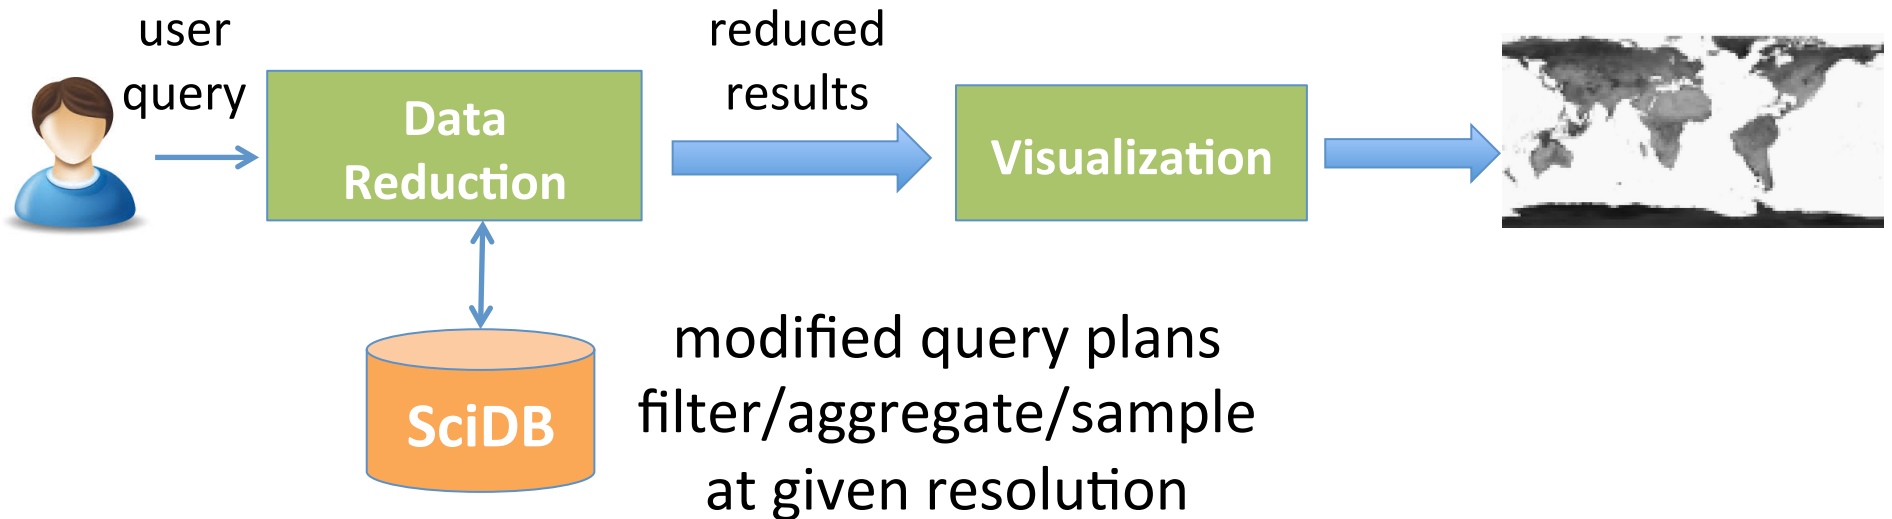 user
query
Data
Reduction
reduced
results
Visualization
SciDB
modified query plans
filter/aggregate/sample
at given resolution